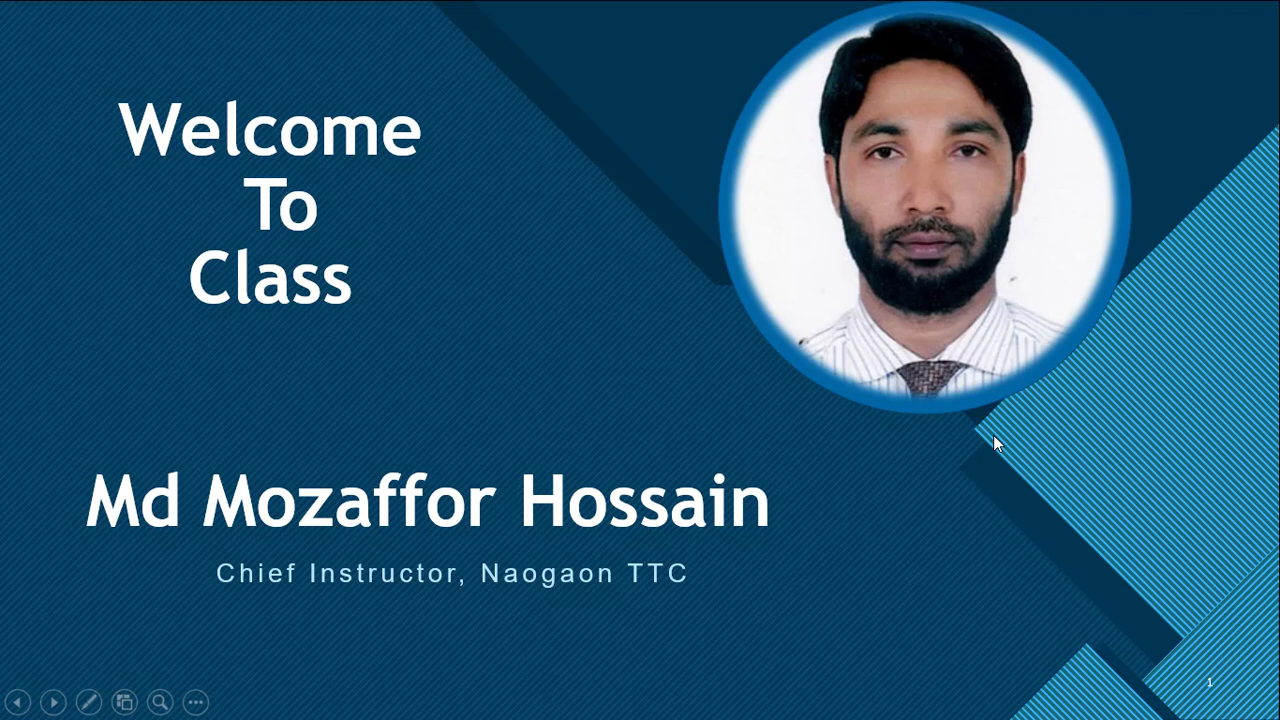 Welcome
To
Class
Md Mozaffor Hossain
Chief Instructor, Naogaon TTC
1